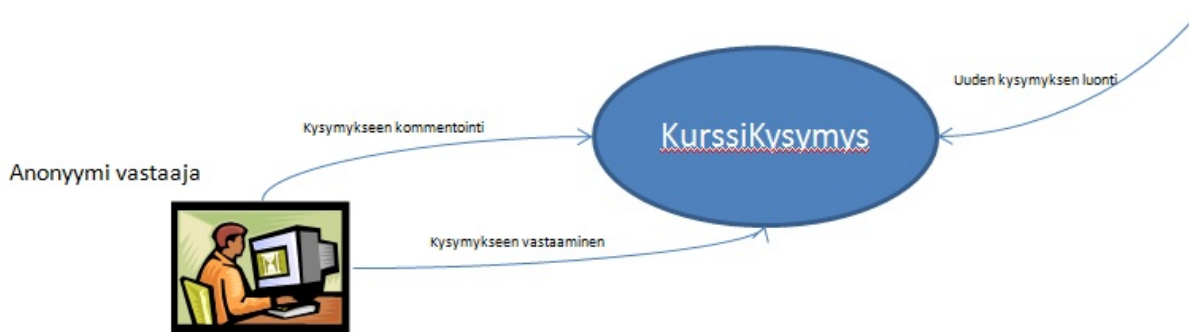 Uuden kysymyksen luonti
Kysymykseen kommentointi
KurssiKysymys
Anonyymi vastaaja
Kysymykseen vastaaminen